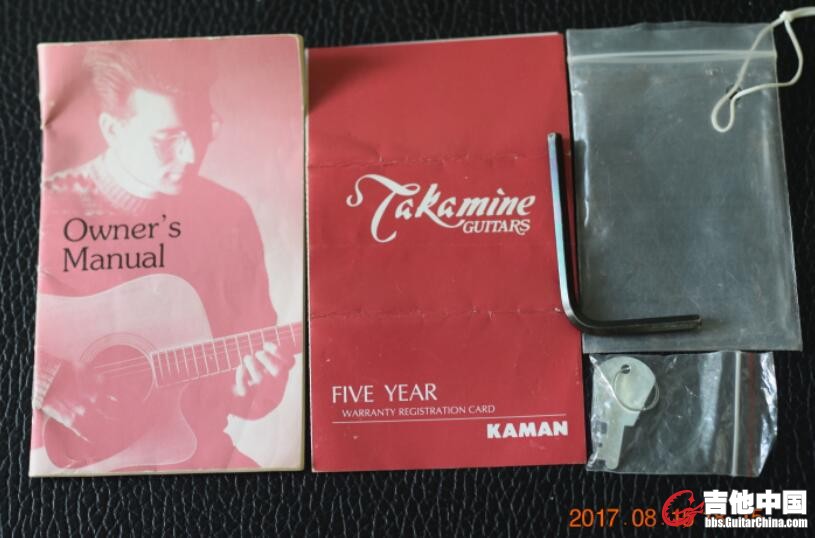 Owner's
Manual
Takamine
GUITARS
FIVE YEAR
WARRANTY REGISTRATION CARD
KAMAN
2017.08
吉他中国
bbs.GuitarChina.com